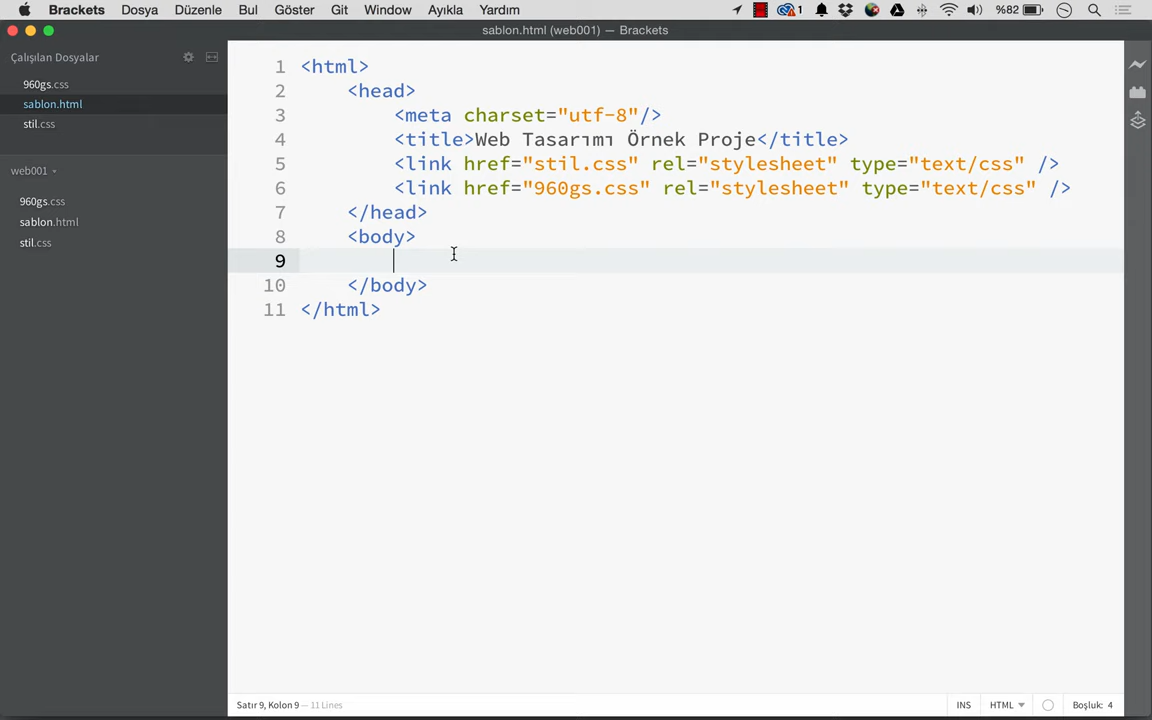 Brackets Dosya Düzenle Bul Göster Git Window Ayıkla Yardım 1 %82
sablon.html (web001) — Brackets
Çalışılan Dosyalar
960gs.css
sablon.html
stil.css
web001
960gs.css
sablon.html
stil.css
1 <html>
2 <head>
3 <meta charset="utf-8"/>
4 <title>Web Tasarımı Örnek Proje</title>
5 <link href="stil.css" rel="stylesheet" type="text/css" />
6 <link href="960gs.css" rel="stylesheet" type="text/css" />
7 </head>
8 <body>
9
10 </body>
11 </html>
Satır 9, Kolon 9 — 11 Lines INS HTML Boşluk: 4